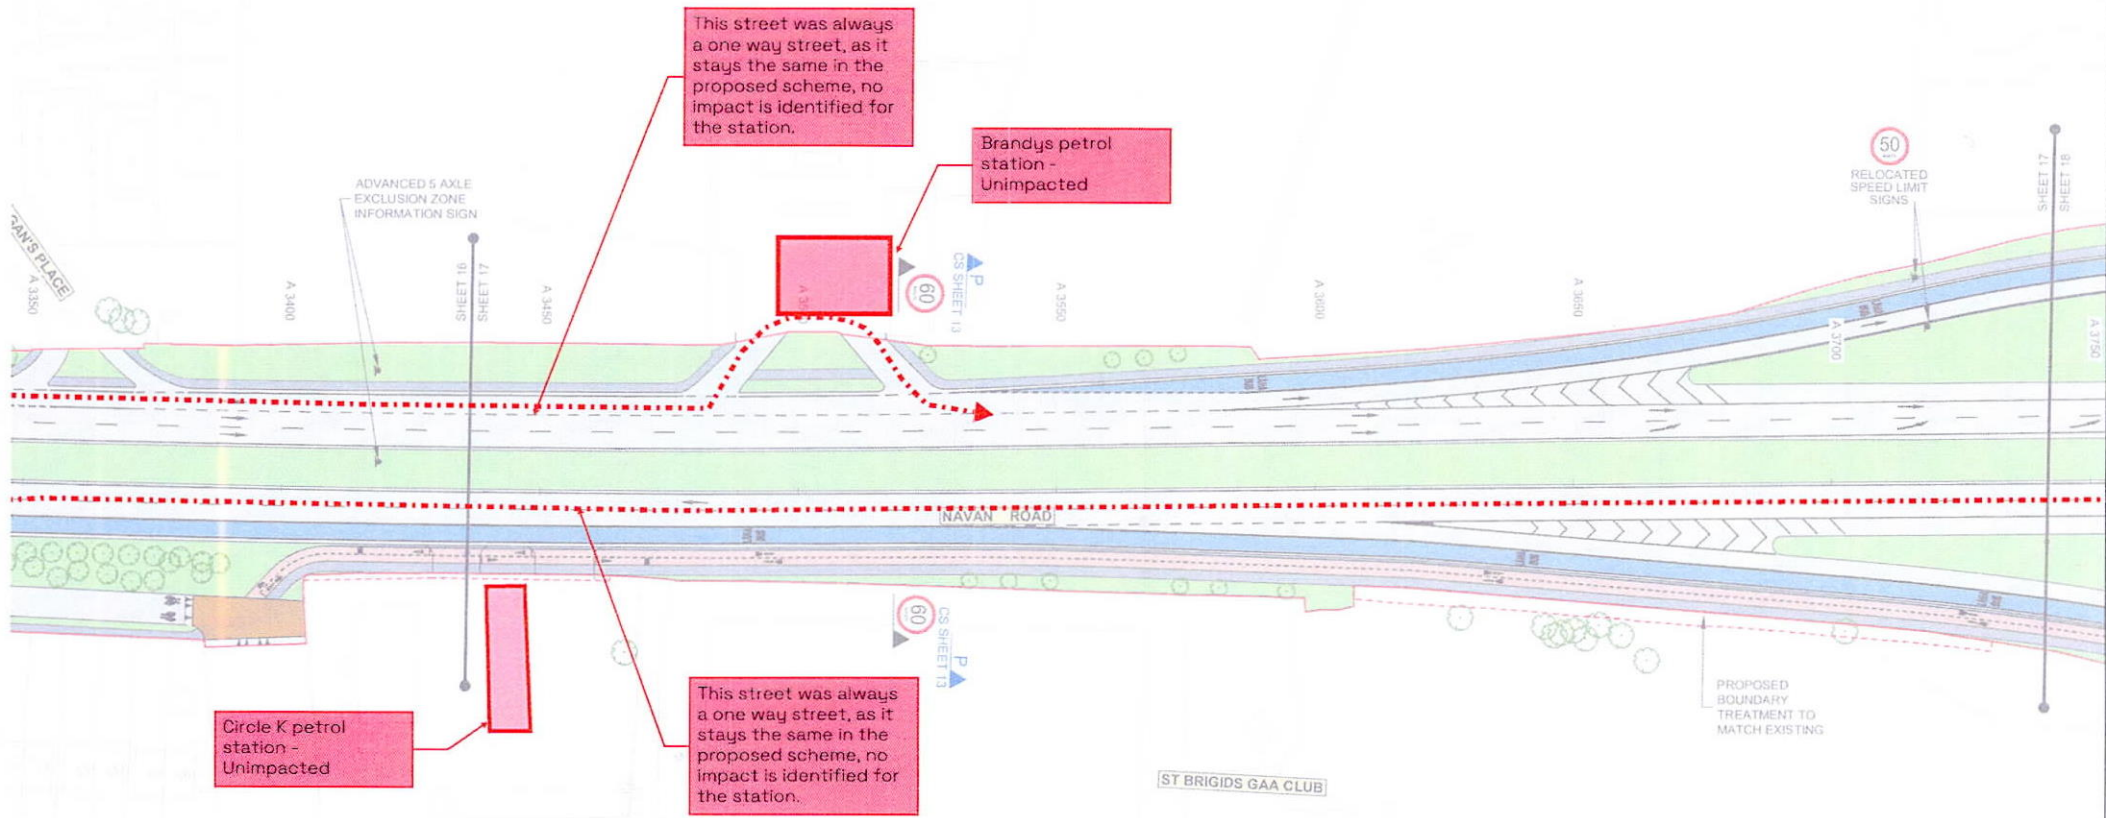 This street was always
a one way street, as it
stays the same in the
proposed scheme, no
impact is identified for
the station.
Brandys petrol
station -
Unimpacted
50
RELOCATED
SPEED LIMIT
SIGNS
SHEET 17
SHEET 18
ADVANCED 5 AXLE
EXCLUSION ZONE
INFORMATION SIGN
GAN'S PLACE
A 3350
A 3400
SHEET 16
SHEET 17
A 3450
60
P
CS SHEET 13
A 3550
A 3600
A 3650
A 3700
A 3750
NAVAN ROAD
60
P
CS SHEET 13
Circle K petrol
station -
Unimpacted
This street was always
a one way street, as it
stays the same in the
proposed scheme, no
impact is identified for
the station.
PROPOSED
BOUNDARY
TREATMENT TO
MATCH EXISTING
ST BRIGIDS GAA CLUB